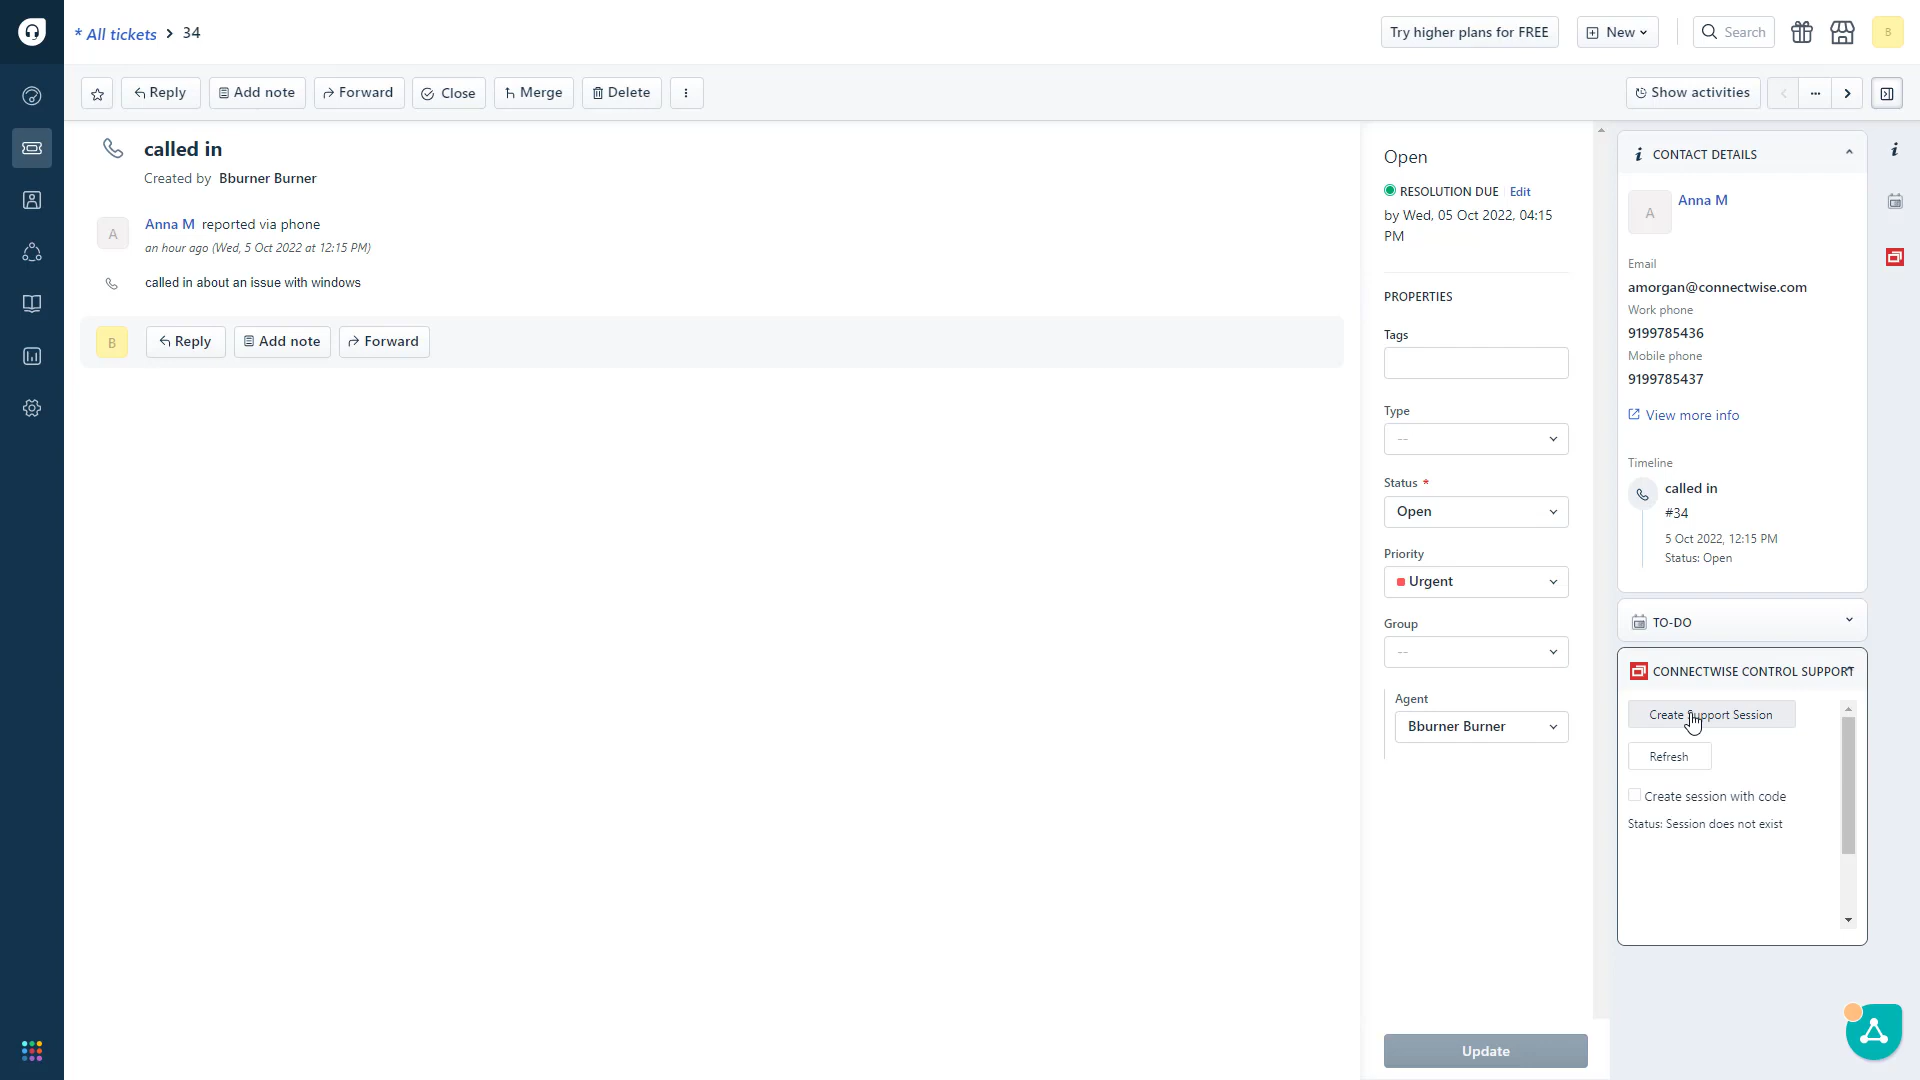 * All tickets > 34
Try higher plans for FREE
New
Search
B
Reply
Add note
Forward
Close
Merge
Delete
Show activities
called in
Created by Bburner Burner
A
Anna M reported via phone
an hour ago (Wed, 5 Oct 2022 at 12:15 PM)
called in about an issue with windows
B
Reply
Add note
Forward
Open
RESOLUTION DUE Edit
by Wed, 05 Oct 2022, 04:15
PM
PROPERTIES
Tags
Type
--
Status *
Open
Priority
Urgent
Group
--
Agent
Bburner Burner
Update
CONTACT DETAILS
A
Anna M
Email
amorgan@connectwise.com
Work phone
9199785436
Mobile phone
9199785437
View more info
Timeline
called in
#34
5 Oct 2022, 12:15 PM
Status: Open
TO-DO
CONNECTWISE CONTROL SUPPORT
Create Support Session
Refresh
Create session with code
Status: Session does not exist